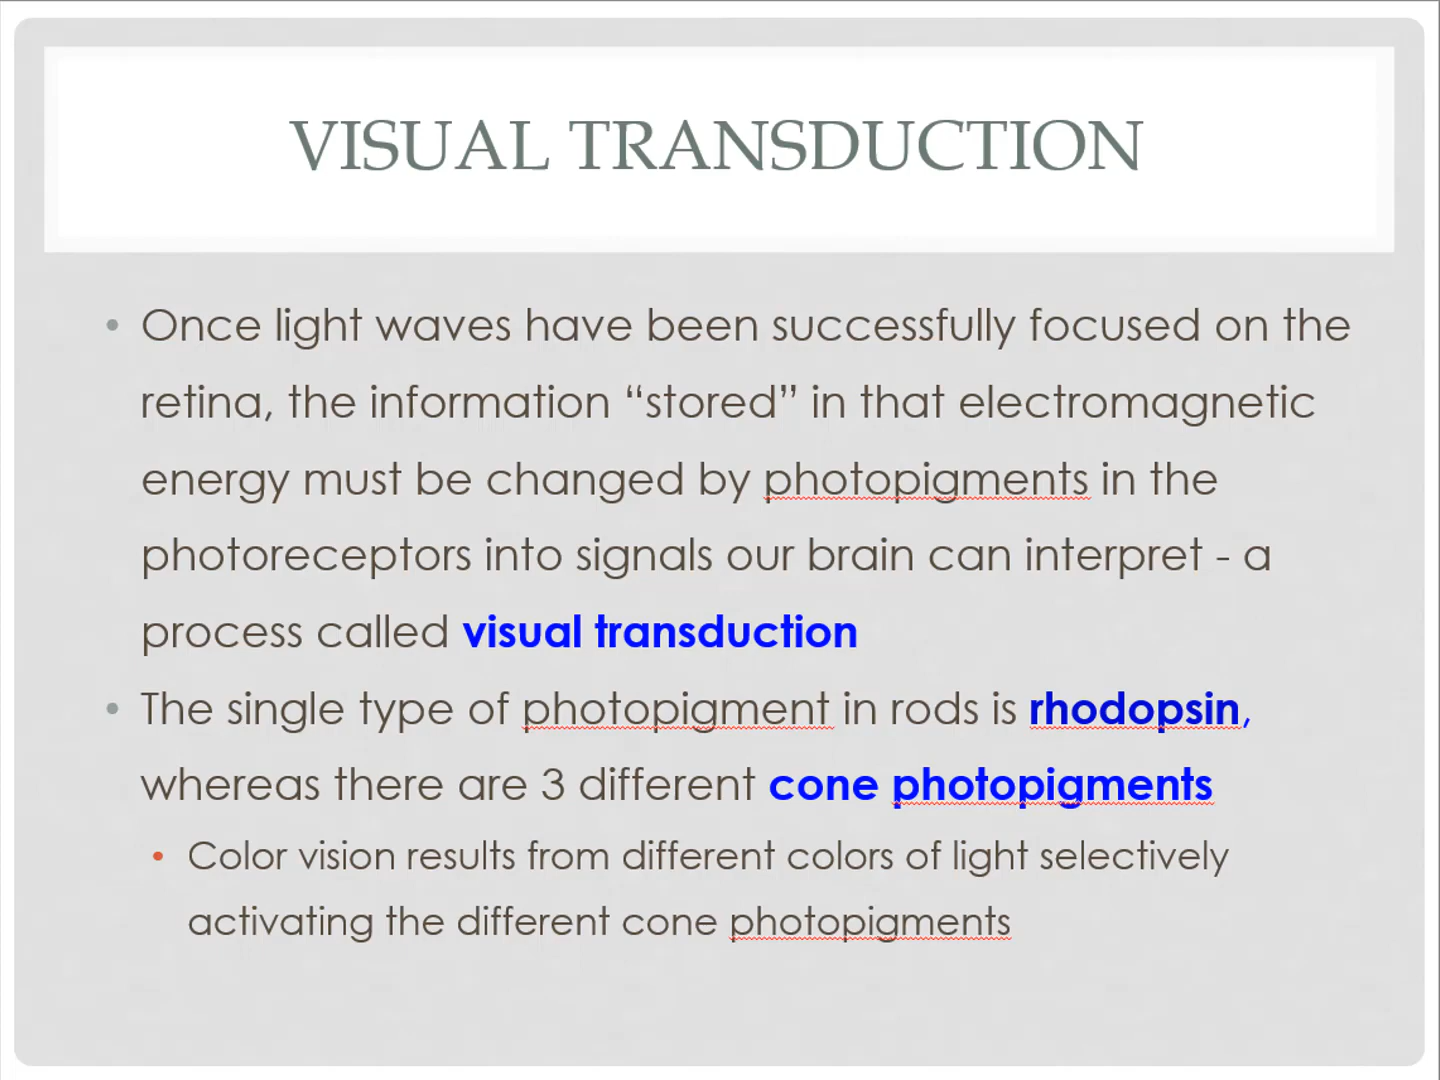 VISUAL TRANSDUCTION
• Once light waves have been successfully focused on the
retina, the information “stored” in that electromagnetic
energy must be changed by photopigments in the
photoreceptors into signals our brain can interpret - a
process called visual transduction
• The single type of photopigment in rods is rhodopsin,
whereas there are 3 different cone photopigments
• Color vision results from different colors of light selectively
activating the different cone photopigments